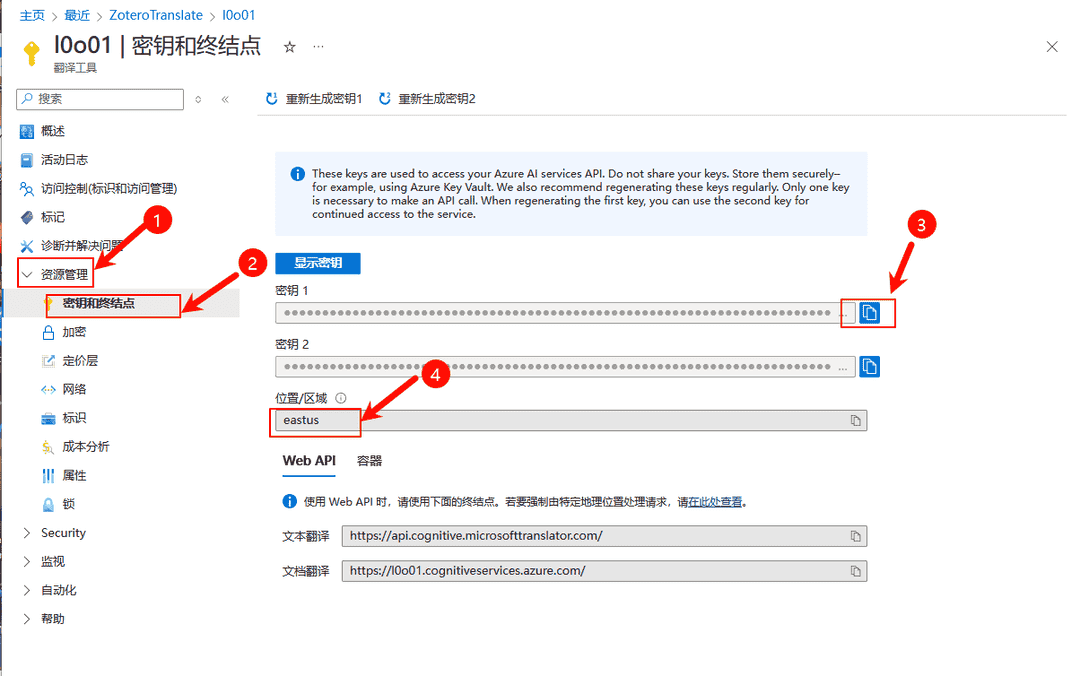 主页 > 最近 > ZoteroTranslate > l0o01
l0o01 | 密钥和终结点 ☆ ...
翻译工具
搜索
重新生成密钥1 重新生成密钥2
概述
活动日志
访问控制(标识和访问管理)
标记
诊断并解决问题
资源管理
密钥和终结点
加密
定价层
网络
标识
成本分析
属性
锁
Security
监视
自动化
帮助
1
2
3
4
These keys are used to access your Azure AI services API. Do not share your keys. Store them securely–
for example, using Azure Key Vault. We also recommend regenerating these keys regularly. Only one key
is necessary to make an API call. When regenerating the first key, you can use the second key for
continued access to the service.
显示密钥
密钥 1
密钥 2
位置/区域
eastus
Web API 容器
使用 Web API 时，请使用下面的终结点。若要强制由特定地理位置处理请求，请在此处查看。
文本翻译 https://api.cognitive.microsofttranslator.com/
文档翻译 https://l0o01.cognitiveservices.azure.com/